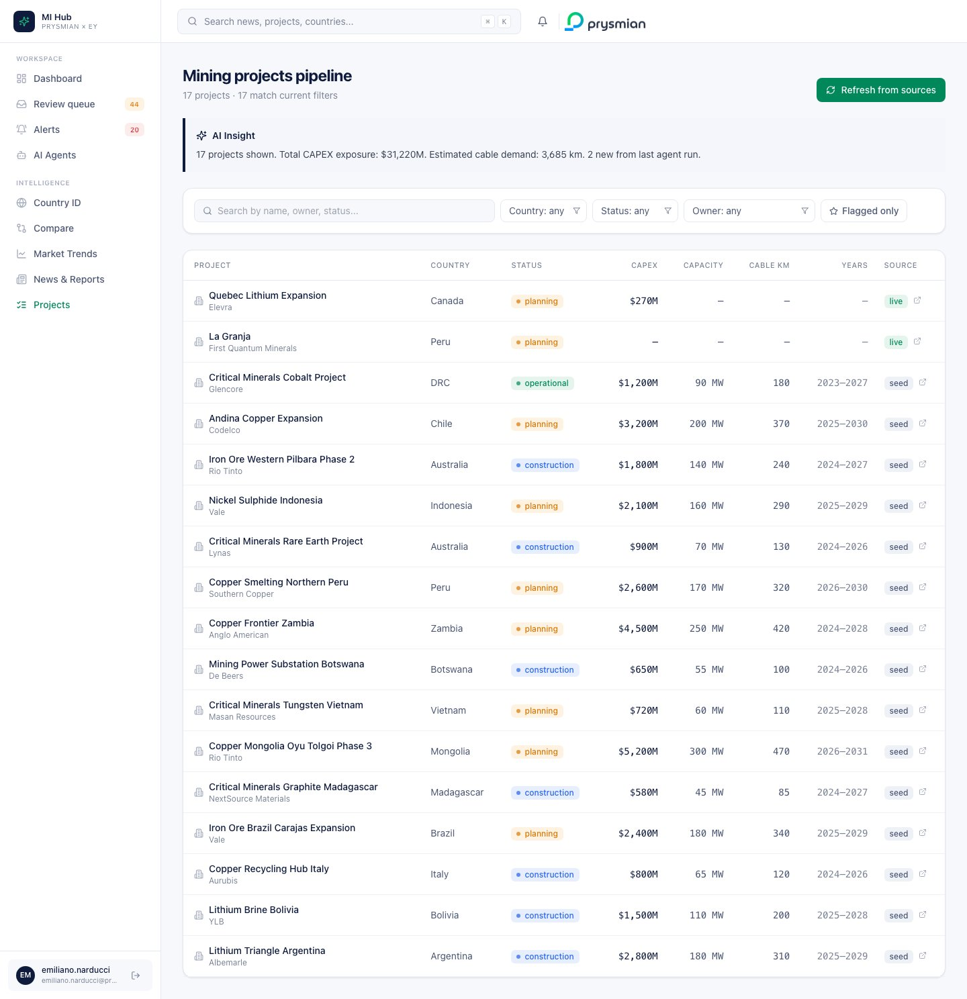 MI Hub
PRYSMIAN × EY
Search news, projects, countries...
⌘ K
prysmian
WORKSPACE
Dashboard
Review queue 44
Alerts 20
AI Agents
INTELLIGENCE
Country ID
Compare
Market Trends
News & Reports
Projects
Mining projects pipeline
17 projects · 17 match current filters
Refresh from sources
AI Insight
17 projects shown. Total CAPEX exposure: $31,220M. Estimated cable demand: 3,685 km. 2 new from last agent run.
Search by name, owner, status... Country: any Status: any Owner: any Flagged only
PROJECT COUNTRY STATUS CAPEX CAPACITY CABLE KM YEARS SOURCE
Quebec Lithium Expansion
Elevra
Canada planning $270M — — — live
La Granja
First Quantum Minerals
Peru planning — — — — live
Critical Minerals Cobalt Project
Glencore
DRC operational $1,200M 90 MW 180 2023–2027 seed
Andina Copper Expansion
Codelco
Chile planning $3,200M 200 MW 370 2025–2030 seed
Iron Ore Western Pilbara Phase 2
Rio Tinto
Australia construction $1,800M 140 MW 240 2024–2027 seed
Nickel Sulphide Indonesia
Vale
Indonesia planning $2,100M 160 MW 290 2025–2029 seed
Critical Minerals Rare Earth Project
Lynas
Australia construction $900M 70 MW 130 2024–2026 seed
Copper Smelting Northern Peru
Southern Copper
Peru planning $2,600M 170 MW 320 2026–2030 seed
Copper Frontier Zambia
Anglo American
Zambia planning $4,500M 250 MW 420 2024–2028 seed
Mining Power Substation Botswana
De Beers
Botswana construction $650M 55 MW 100 2024–2026 seed
Critical Minerals Tungsten Vietnam
Masan Resources
Vietnam planning $720M 60 MW 110 2025–2028 seed
Copper Mongolia Oyu Tolgoi Phase 3
Rio Tinto
Mongolia planning $5,200M 300 MW 470 2026–2031 seed
Critical Minerals Graphite Madagascar
NextSource Materials
Madagascar construction $580M 45 MW 85 2024–2027 seed
Iron Ore Brazil Carajas Expansion
Vale
Brazil planning $2,400M 180 MW 340 2025–2029 seed
Copper Recycling Hub Italy
Aurubis
Italy construction $800M 65 MW 120 2024–2026 seed
Lithium Brine Bolivia
YLB
Bolivia construction $1,500M 110 MW 200 2025–2028 seed
Lithium Triangle Argentina
Albemarle
Argentina construction $2,800M 180 MW 310 2025–2029 seed
EM
emiliano.narducci
emiliano.narducci@pr...